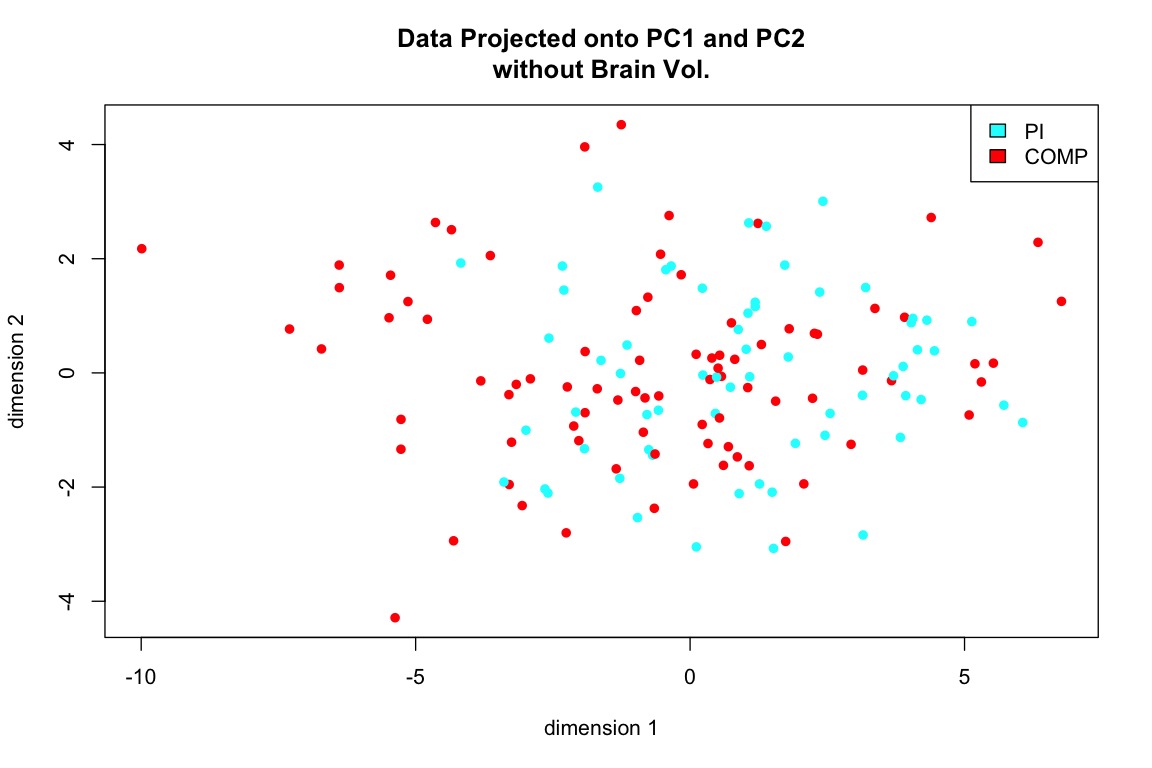 Data Projected onto PC1 and PC2
without Brain Vol.
PI
COMP
4
2
0
-2
-4
dimension 2
-10
-5
0
5
dimension 1